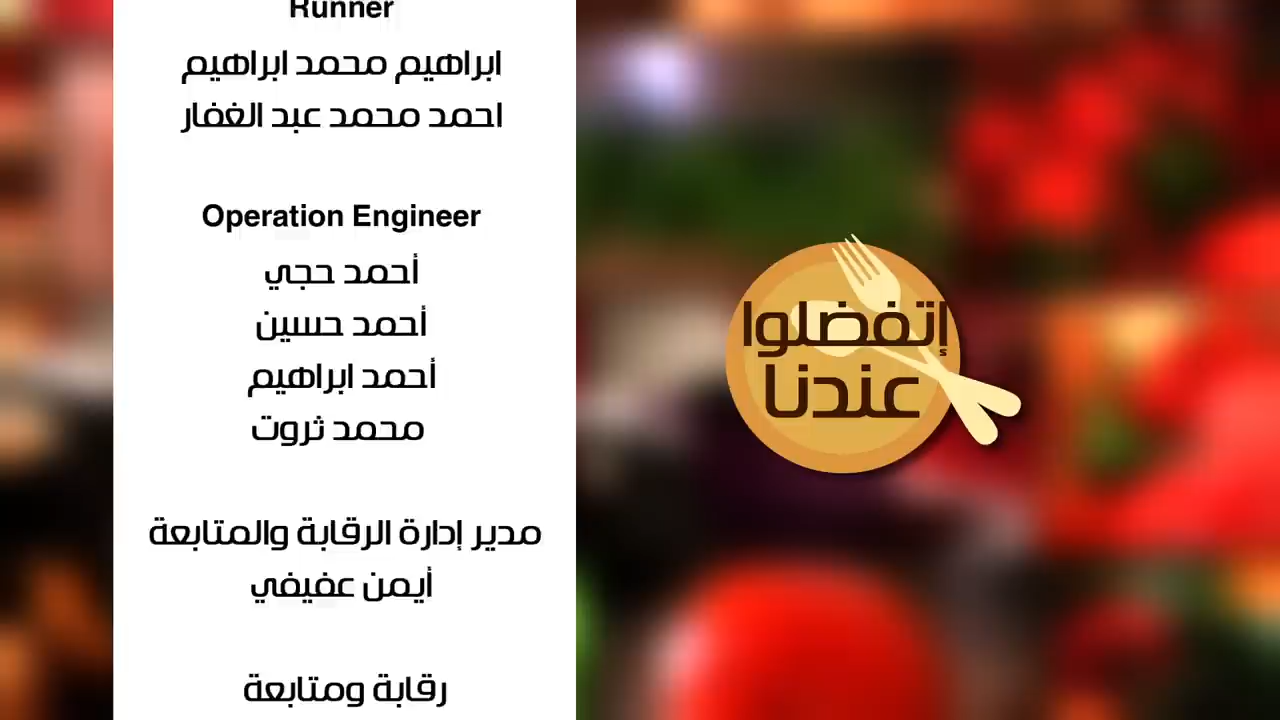 Runner
ابراهيم محمد ابراهيم
احمد محمد عبد الغفار
Operation Engineer
أحمد حجي
أحمد حسين
أحمد ابراهيم
محمد ثروت
مدير إدارة الرقابة والمتابعة
أيمن عفيفي
رقابة ومتابعة
إتفضلوا
عندنا